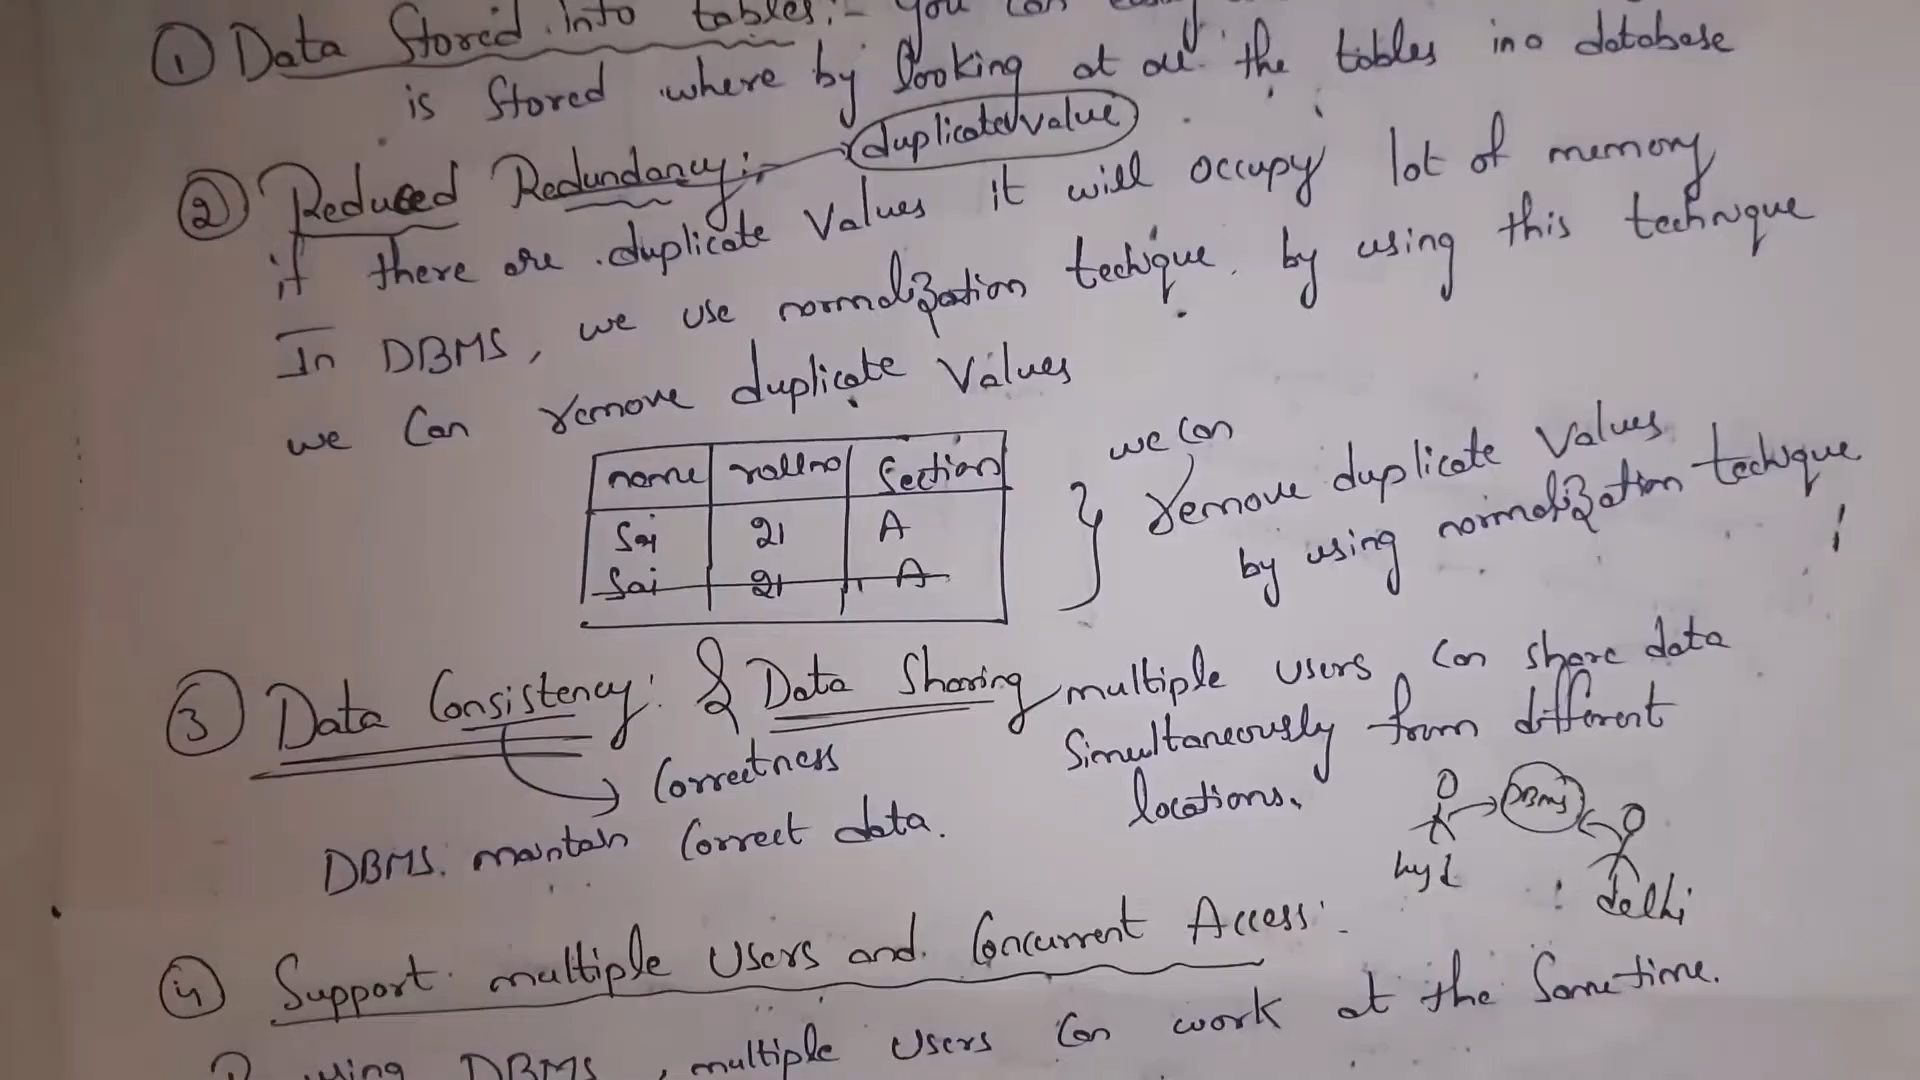 ① Data Stored into tables:- you can
is stored where by looking at all the tables in a database
② Reduced Redundancy:- duplicated value
if there are duplicate values it will occupy lot of memory
In DBMS, we use normalization techique. by using this technique
we can remove duplicate values
name rollno Section
Sai 21 A
Sai 21 A
we can
remove duplicate values
by using normalization techique
③ Data Consistency: & Data Sharing multiple users can share data
simultaneously from different
locations.
Correctness
DBMS maintain correct data.
DBMS
hyd
delhi
④ Support multiple users and Concurrent Access:
using DBMS, multiple users can work at the same time.